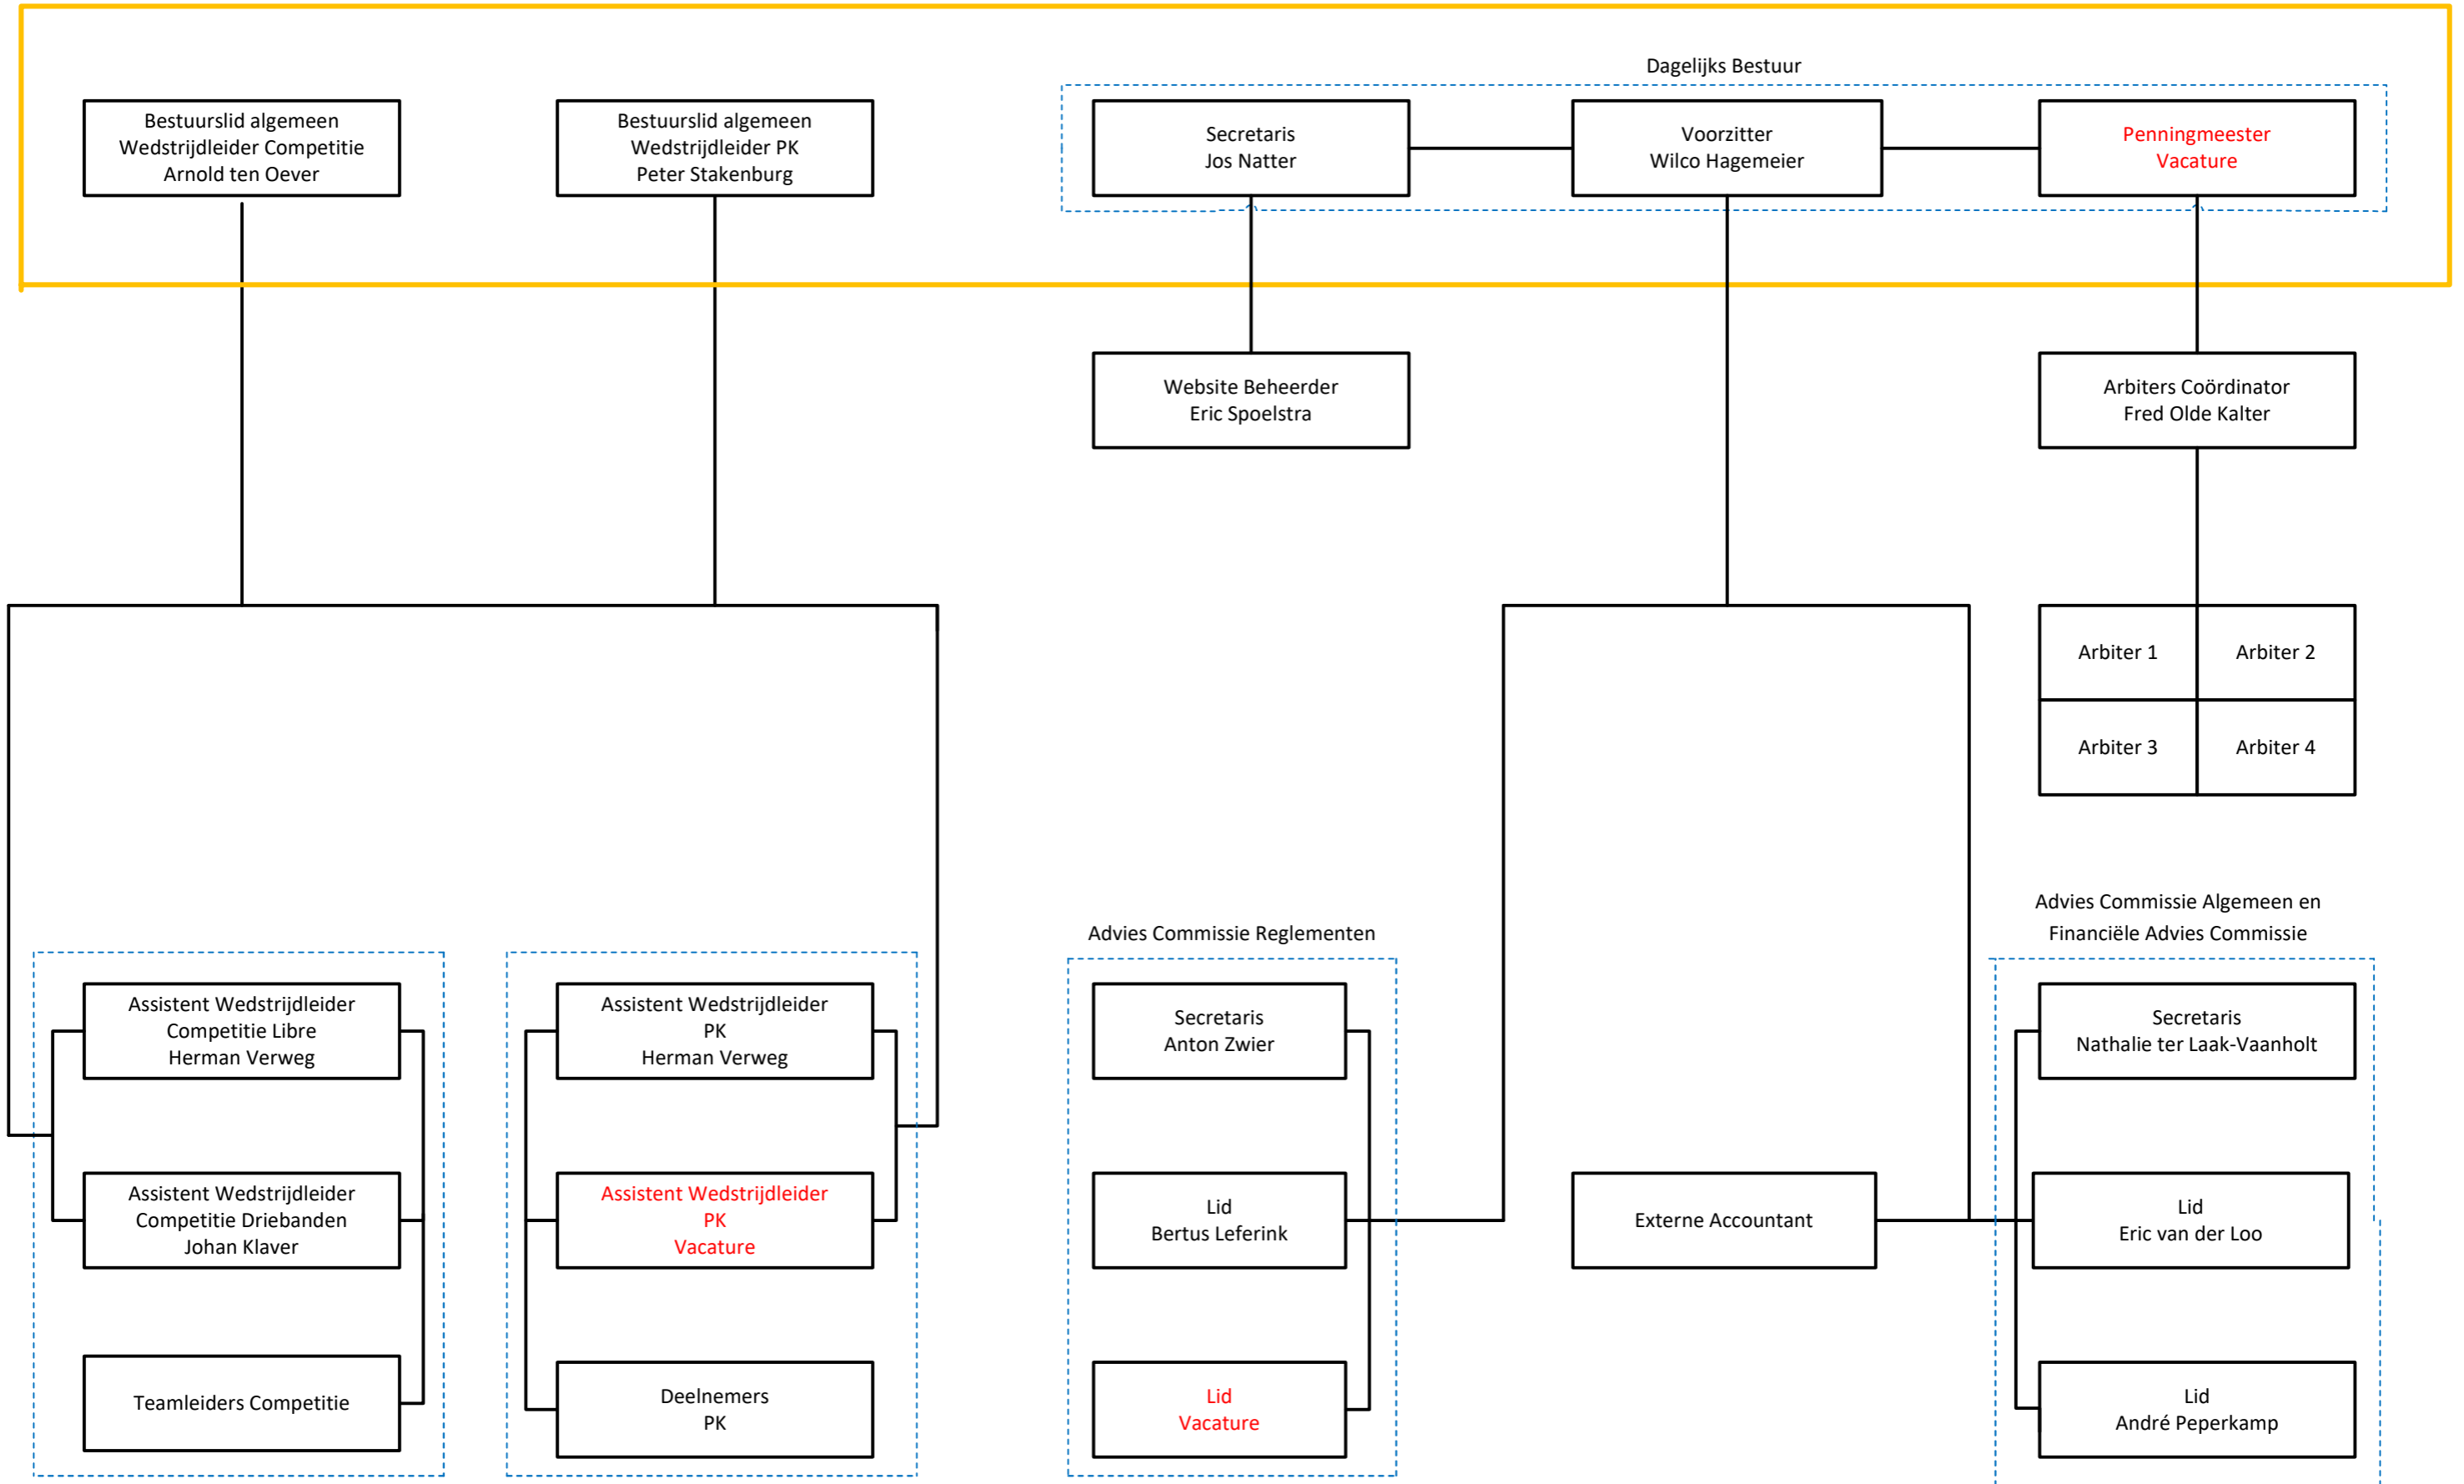 Dagelijks Bestuur
Bestuurslid algemeen
Wedstrijdleider Competitie
Arnold ten Oever
Bestuurslid algemeen
Wedstrijdleider PK
Peter Stakenburg
Secretaris
Jos Natter
Voorzitter
Wilco Hagemeier
Penningmeester
Vacature
Website Beheerder
Eric Spoelstra
Arbiters Coördinator
Fred Olde Kalter
Arbiter 1
Arbiter 2
Arbiter 3
Arbiter 4
Advies Commissie Reglementen
Advies Commissie Algemeen en
Financiële Advies Commissie
Assistent Wedstrijdleider
Competitie Libre
Herman Verweg
Assistent Wedstrijdleider
PK
Herman Verweg
Secretaris
Anton Zwier
Secretaris
Nathalie ter Laak-Vaanholt
Assistent Wedstrijdleider
Competitie Driebanden
Johan Klaver
Assistent Wedstrijdleider
PK
Vacature
Lid
Bertus Leferink
Externe Accountant
Lid
Eric van der Loo
Teamleiders Competitie
Deelnemers
PK
Lid
Vacature
Lid
André Peperkamp